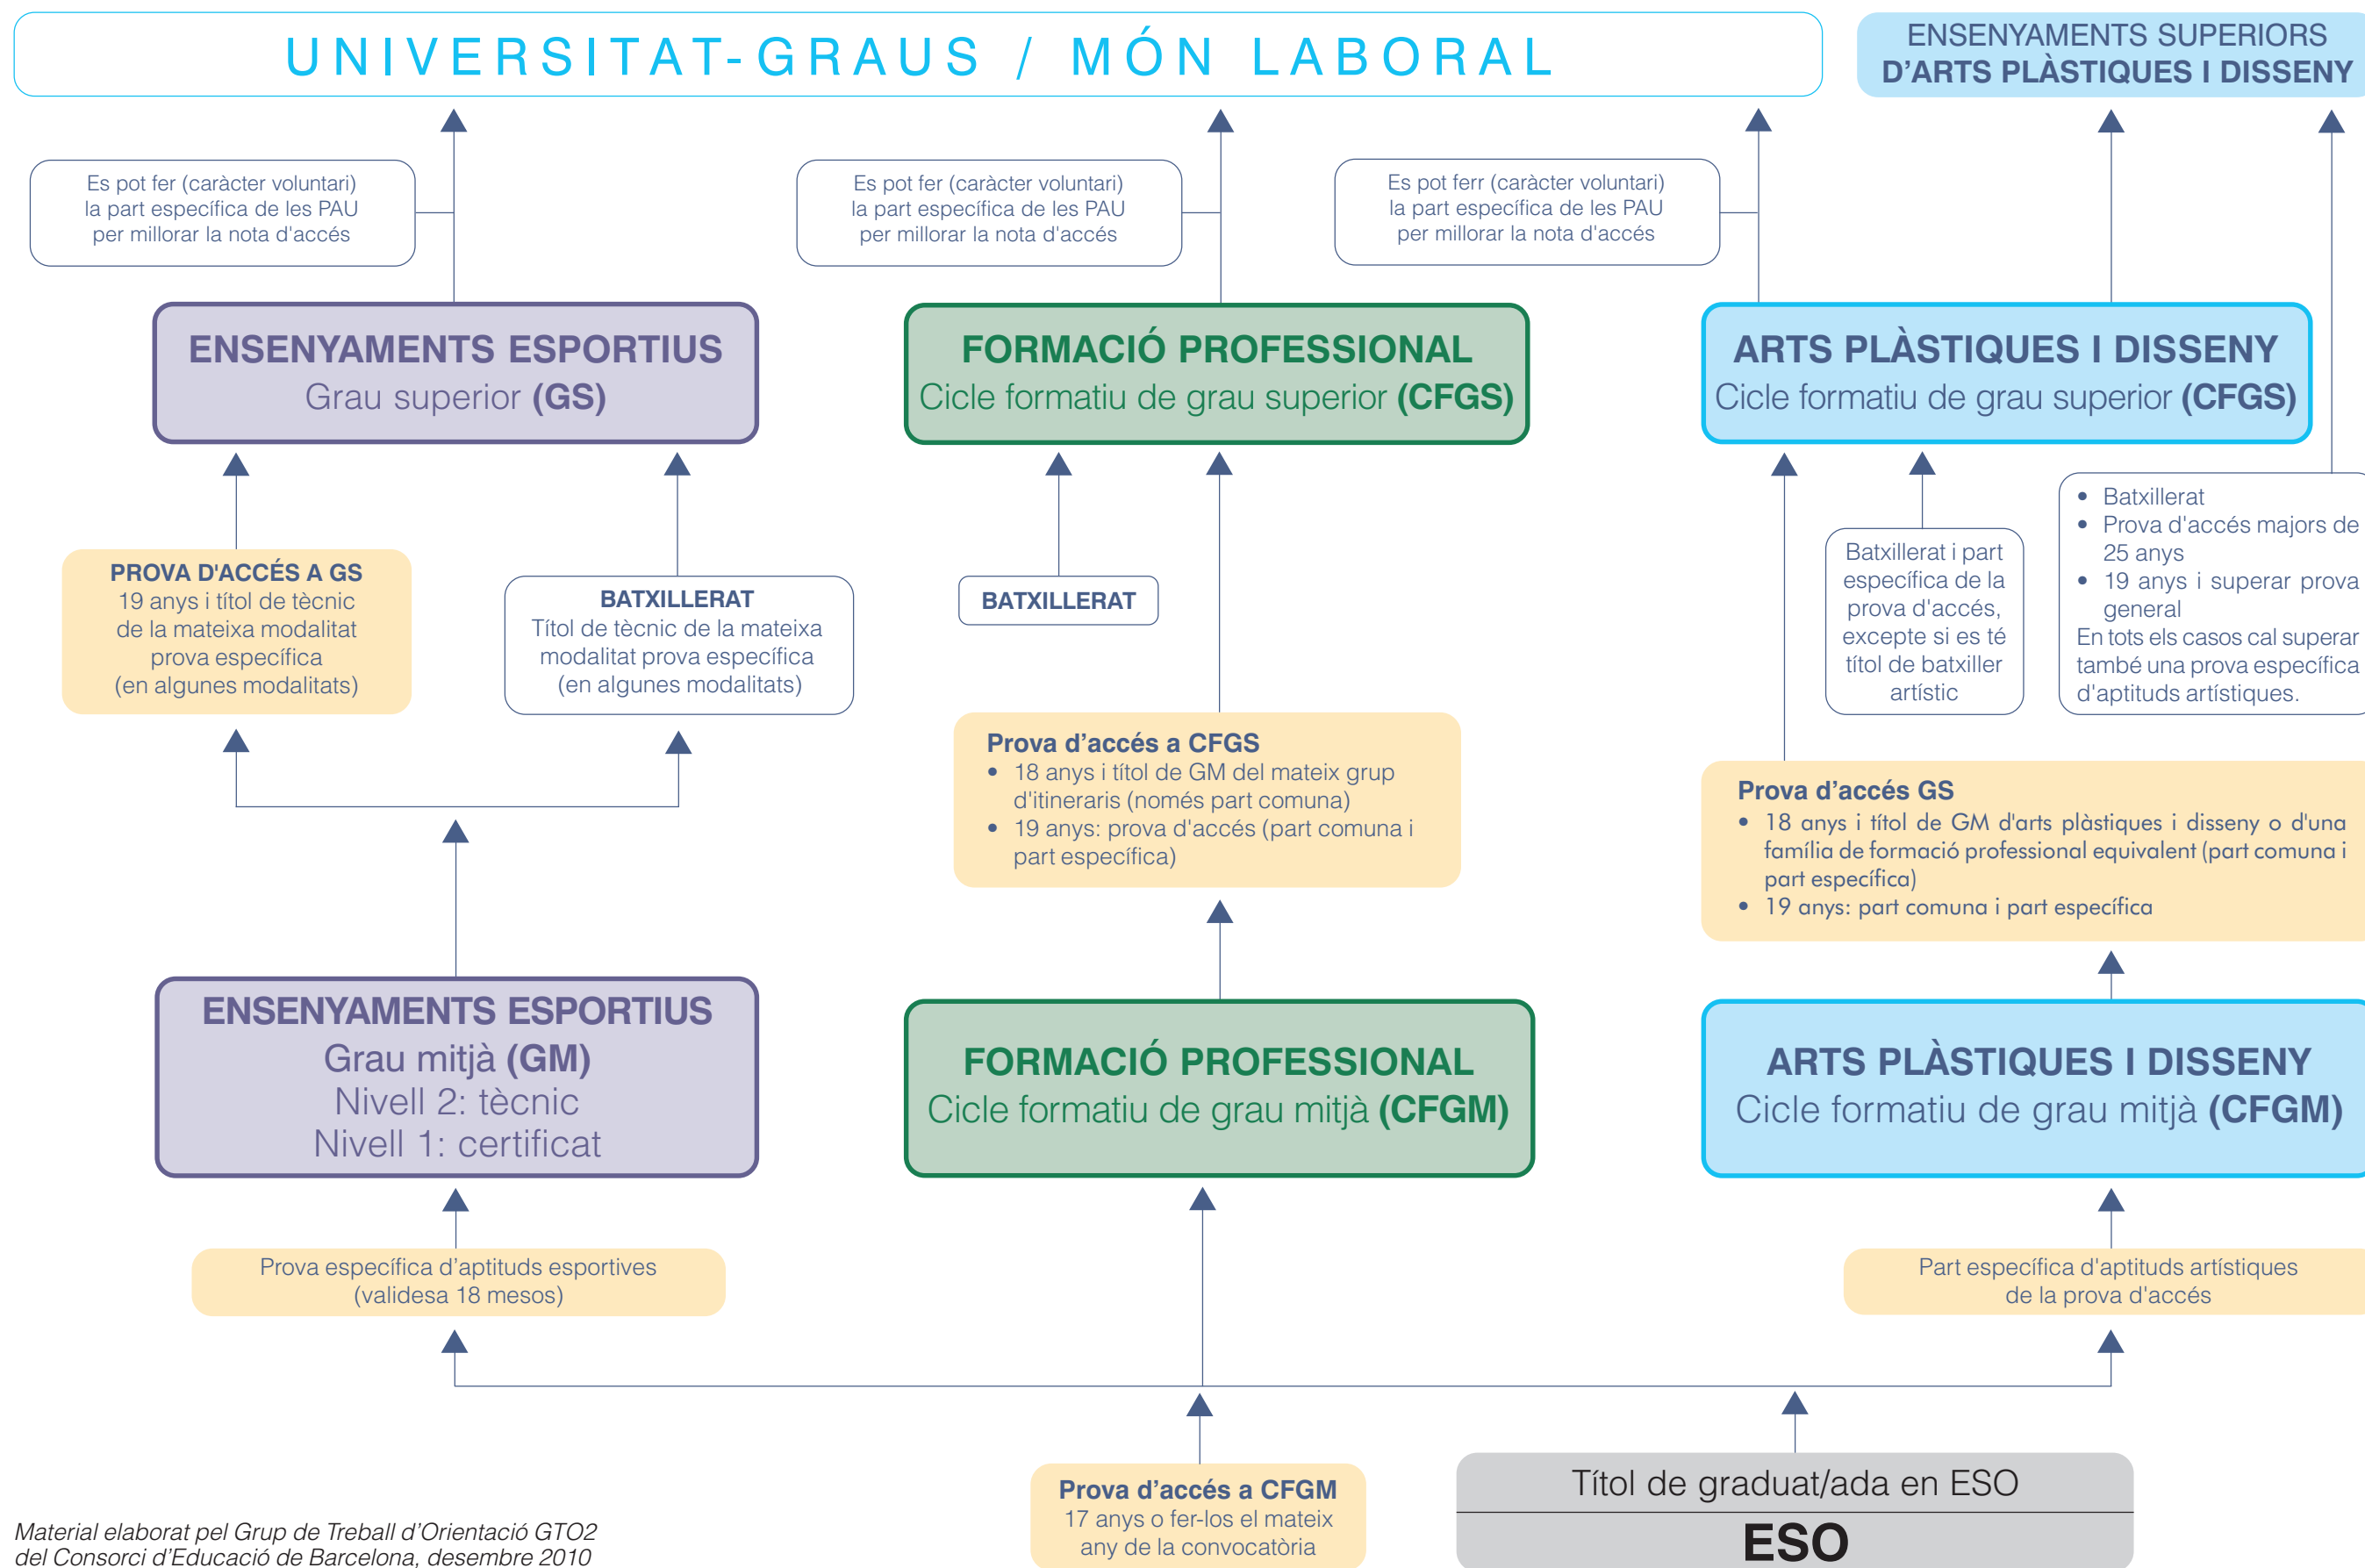 UNIVERSITAT-GRAUS / MÓN LABORAL
ENSENYAMENTS SUPERIORS
D’ARTS PLÀSTIQUES I DISSENY
Es pot fer (caràcter voluntari)
la part específica de les PAU
per millorar la nota d'accés
Es pot fer (caràcter voluntari)
la part específica de les PAU
per millorar la nota d'accés
Es pot ferr (caràcter voluntari)
la part específica de les PAU
per millorar la nota d'accés
ENSENYAMENTS ESPORTIUS
Grau superior (GS)
FORMACIÓ PROFESSIONAL
Cicle formatiu de grau superior (CFGS)
ARTS PLÀSTIQUES I DISSENY
Cicle formatiu de grau superior (CFGS)
PROVA D'ACCÉS A GS
19 anys i títol de tècnic
de la mateixa modalitat
prova específica
(en algunes modalitats)
BATXILLERAT
Títol de tècnic de la mateixa
modalitat prova específica
(en algunes modalitats)
BATXILLERAT
Batxillerat i part
específica de la
prova d'accés,
excepte si es té
títol de batxiller
artístic
• Batxillerat
• Prova d'accés majors de
25 anys
• 19 anys i superar prova
general
En tots els casos cal superar
també una prova específica
d'aptituds artístiques.
Prova d’accés a CFGS
• 18 anys i títol de GM del mateix grup
d'itineraris (només part comuna)
• 19 anys: prova d'accés (part comuna i
part específica)
Prova d’accés GS
• 18 anys i títol de GM d'arts plàstiques i disseny o d'una
família de formació professional equivalent (part comuna i
part específica)
• 19 anys: part comuna i part específica
ENSENYAMENTS ESPORTIUS
Grau mitjà (GM)
Nivell 2: tècnic
Nivell 1: certificat
FORMACIÓ PROFESSIONAL
Cicle formatiu de grau mitjà (CFGM)
ARTS PLÀSTIQUES I DISSENY
Cicle formatiu de grau mitjà (CFGM)
Prova específica d’aptituds esportives
(validesa 18 mesos)
Part específica d'aptituds artístiques
de la prova d'accés
Prova d’accés a CFGM
17 anys o fer-los el mateix
any de la convocatòria
Títol de graduat/ada en ESO
ESO
Material elaborat pel Grup de Treball d’Orientació GTO2
del Consorci d’Educació de Barcelona, desembre 2010